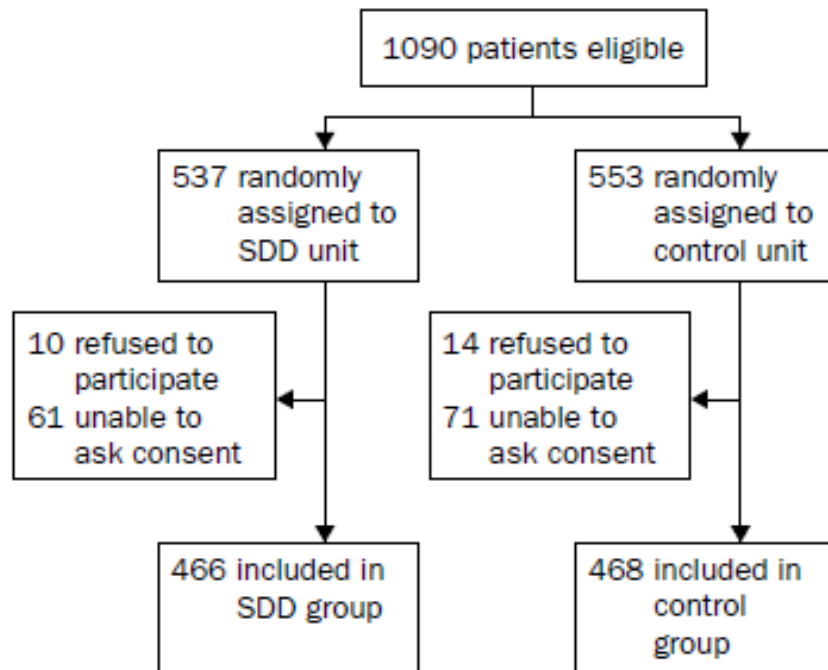 1090 patients eligible
537 randomly
assigned to
SDD unit
553 randomly
assigned to
control unit
10 refused to
participate
61 unable to
ask consent
14 refused to
participate
71 unable to
ask consent
466 included in
SDD group
468 included in
control
group